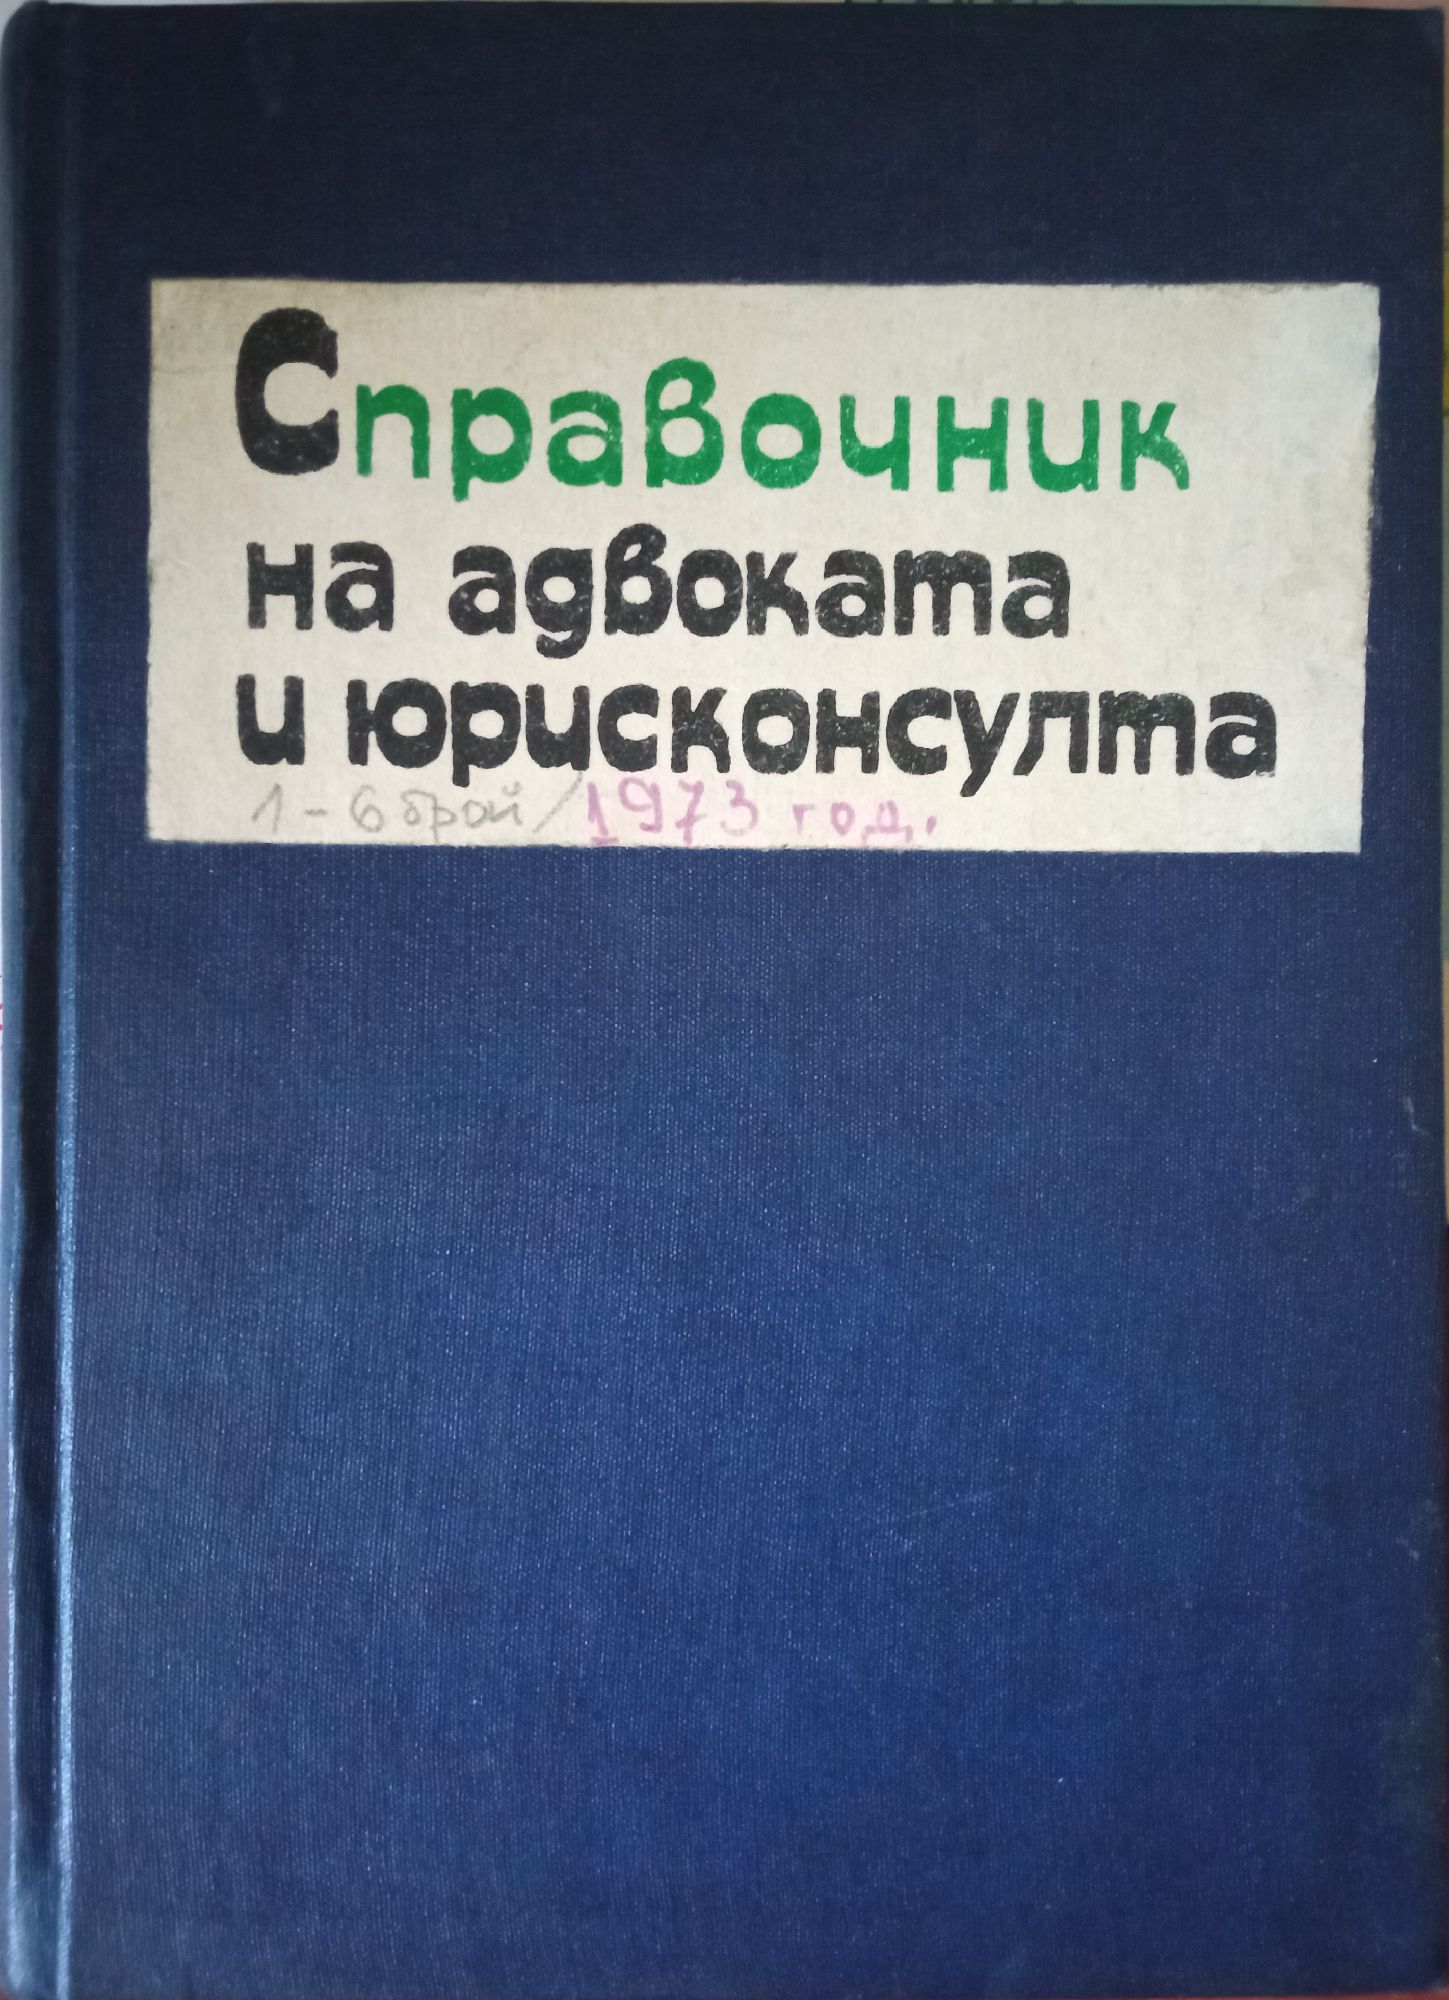 Справочник
на адвоката
и юрисконсулта
1-6 брой/1973 год.